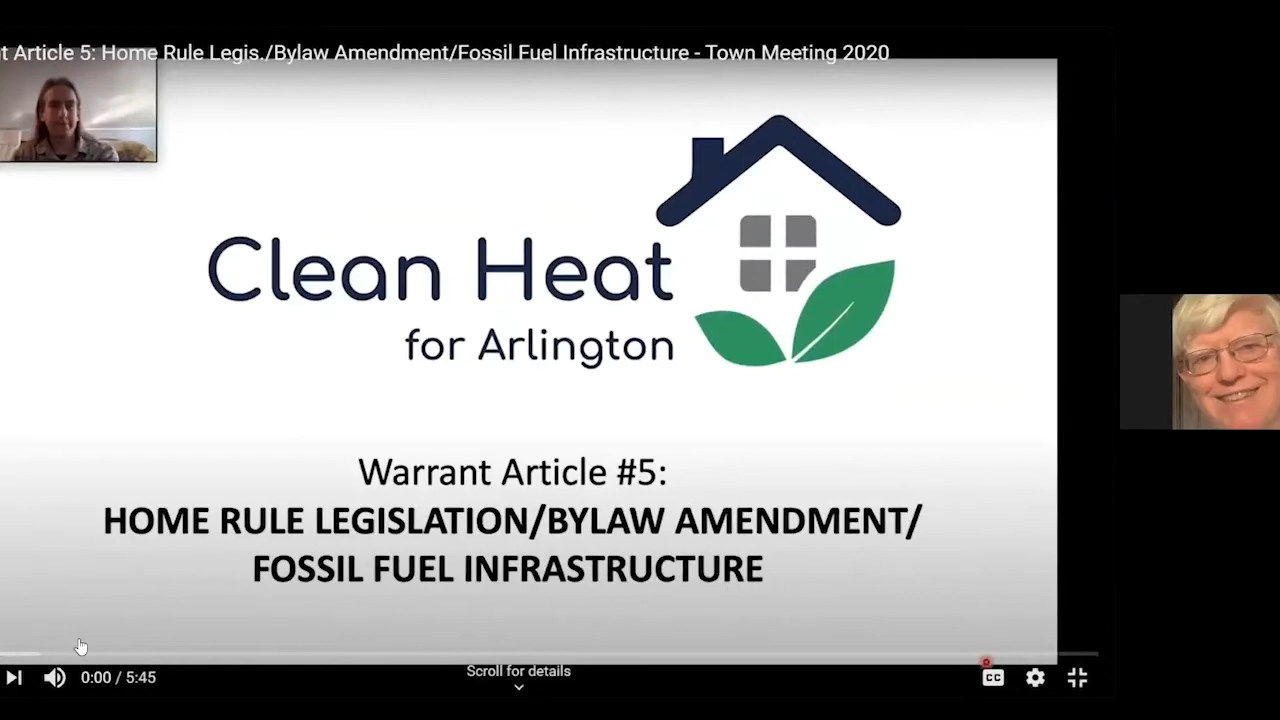 t Article 5: Home Rule Legis./Bylaw Amendment/Fossil Fuel Infrastructure - Town Meeting 2020
Clean Heat
for Arlington
Warrant Article #5:
HOME RULE LEGISLATION/BYLAW AMENDMENT/
FOSSIL FUEL INFRASTRUCTURE
0:00 / 5:45
Scroll for details
CC